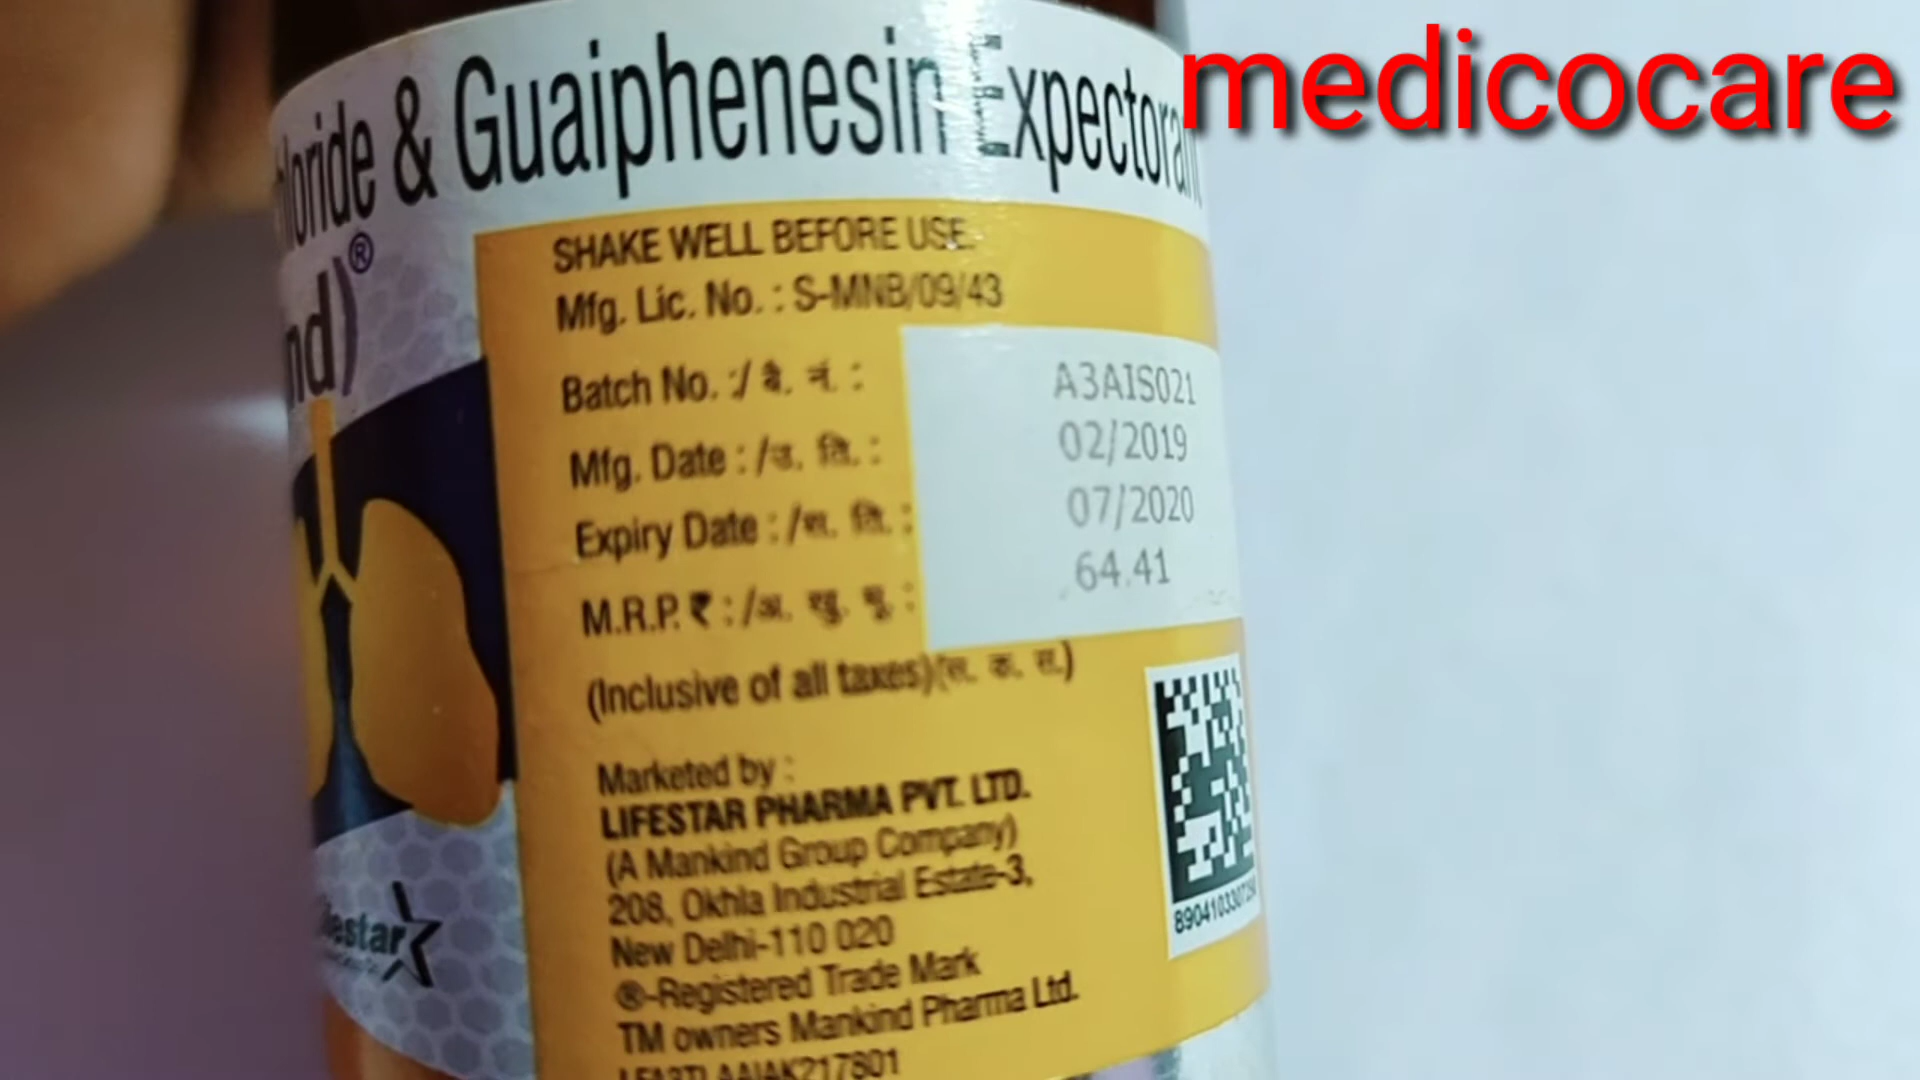 medicocare
& Guaiphenesin Expectorant
SHAKE WELL BEFORE USE.
Mfg. Lic. No. : S-MNB/09/43
Batch No. :/ बै. नं. : A3AIS021
Mfg. Date : /उ. ति. : 02/2019
Expiry Date : /स. ति. : 07/2020
M.R.P. ₹ : /अ. खु. मू. : 64.41
(Inclusive of all taxes)(स. क. स.)
Marketed by :
LIFESTAR PHARMA PVT. LTD.
(A Mankind Group Company)
208, Okhla Industrial Estate-3,
New Delhi-110 020
®-Registered Trade Mark
TM owners Mankind Pharma Ltd.